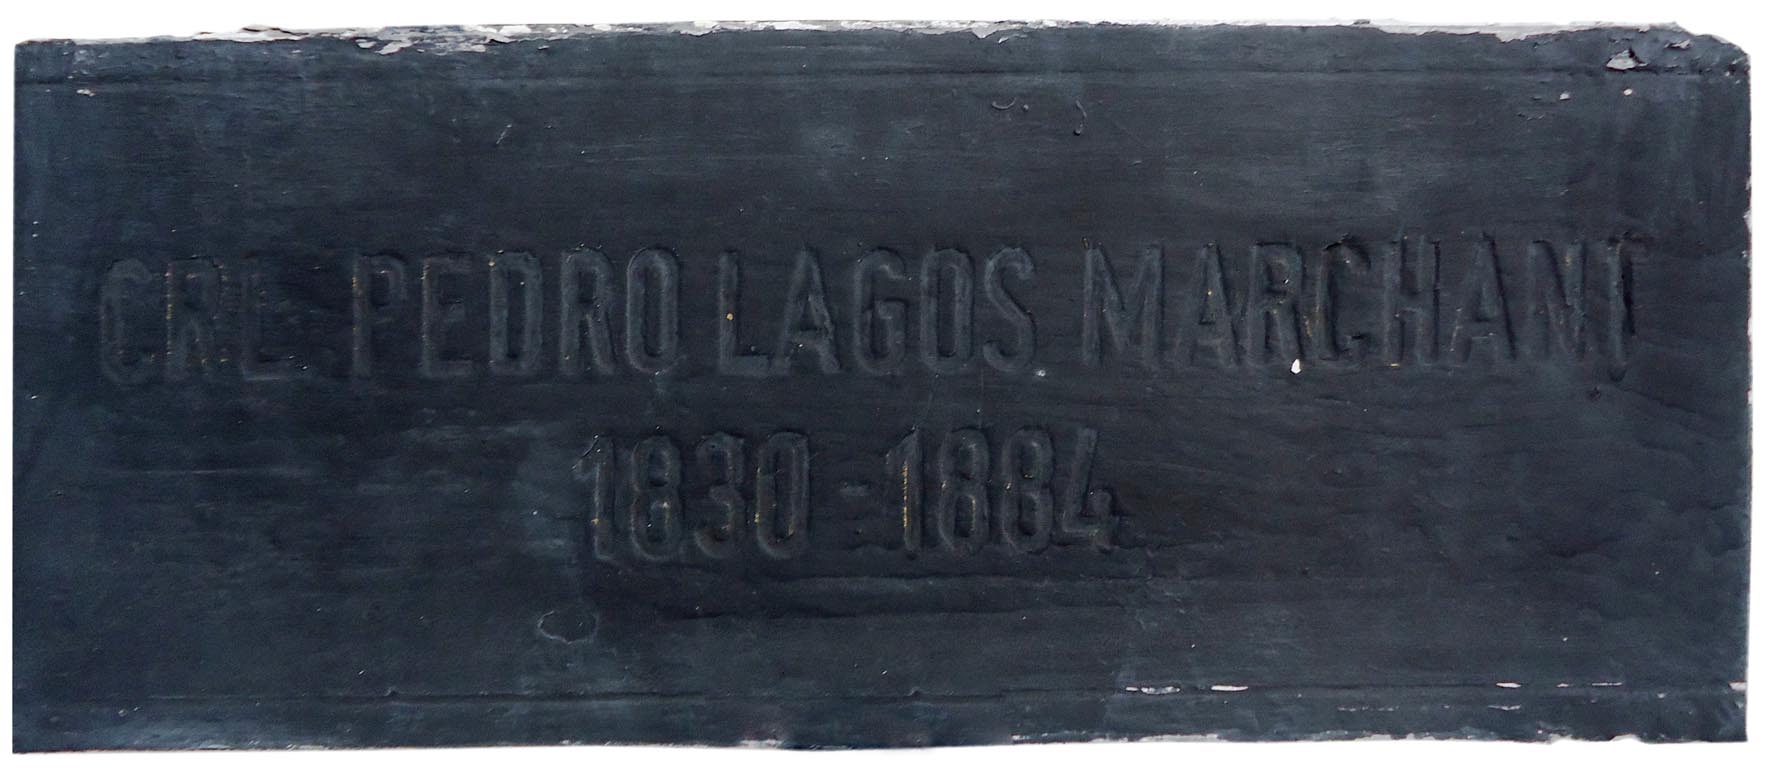 CRL. PEDRO LAGOS MARCHANT
1830 - 1884